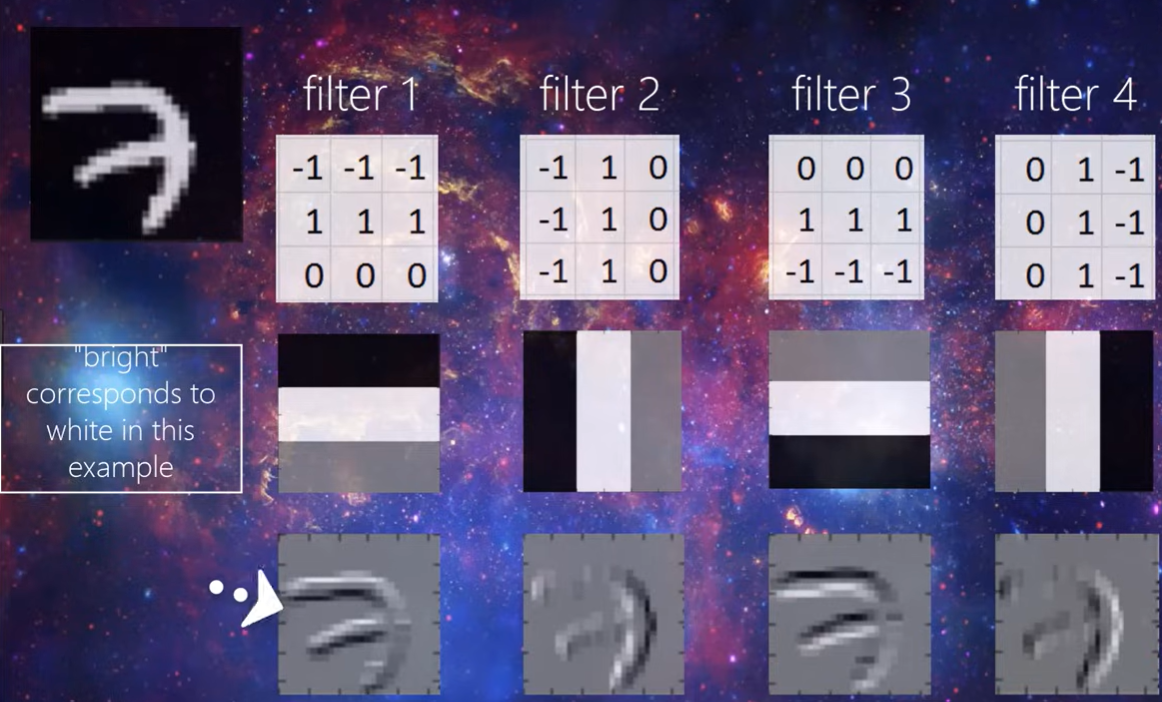 filter 1
filter 2
filter 3
filter 4
-1 -1 -1
1 1 1
0 0 0
-1 1 0
-1 1 0
-1 1 0
0 0 0
1 1 1
-1 -1 -1
0 1 -1
0 1 -1
0 1 -1
"bright"
corresponds to
white in this
example